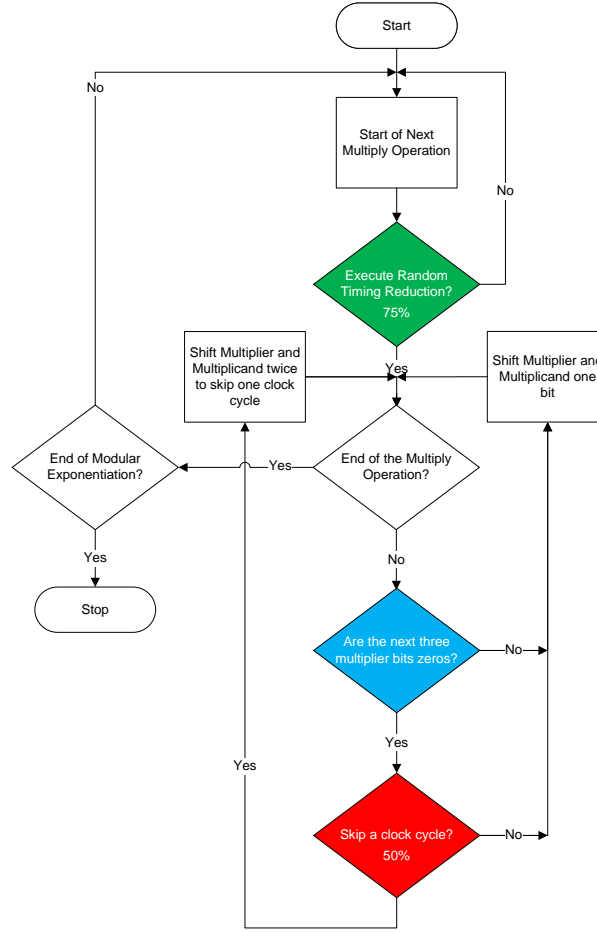 Start
No
Start of Next
Multiply Operation
No
Execute Random
Timing Reduction?
75%
Yes
Shift Multiplier and
Multiplicand twice
to skip one clock
cycle
Shift Multiplier and
Multiplicand one
bit
End of Modular
Exponentiation?
Yes
End of the Multiply
Operation?
Yes
Stop
No
Are the next three
multiplier bits zeros?
No
Yes
Yes
Skip a clock cycle?
50%
No